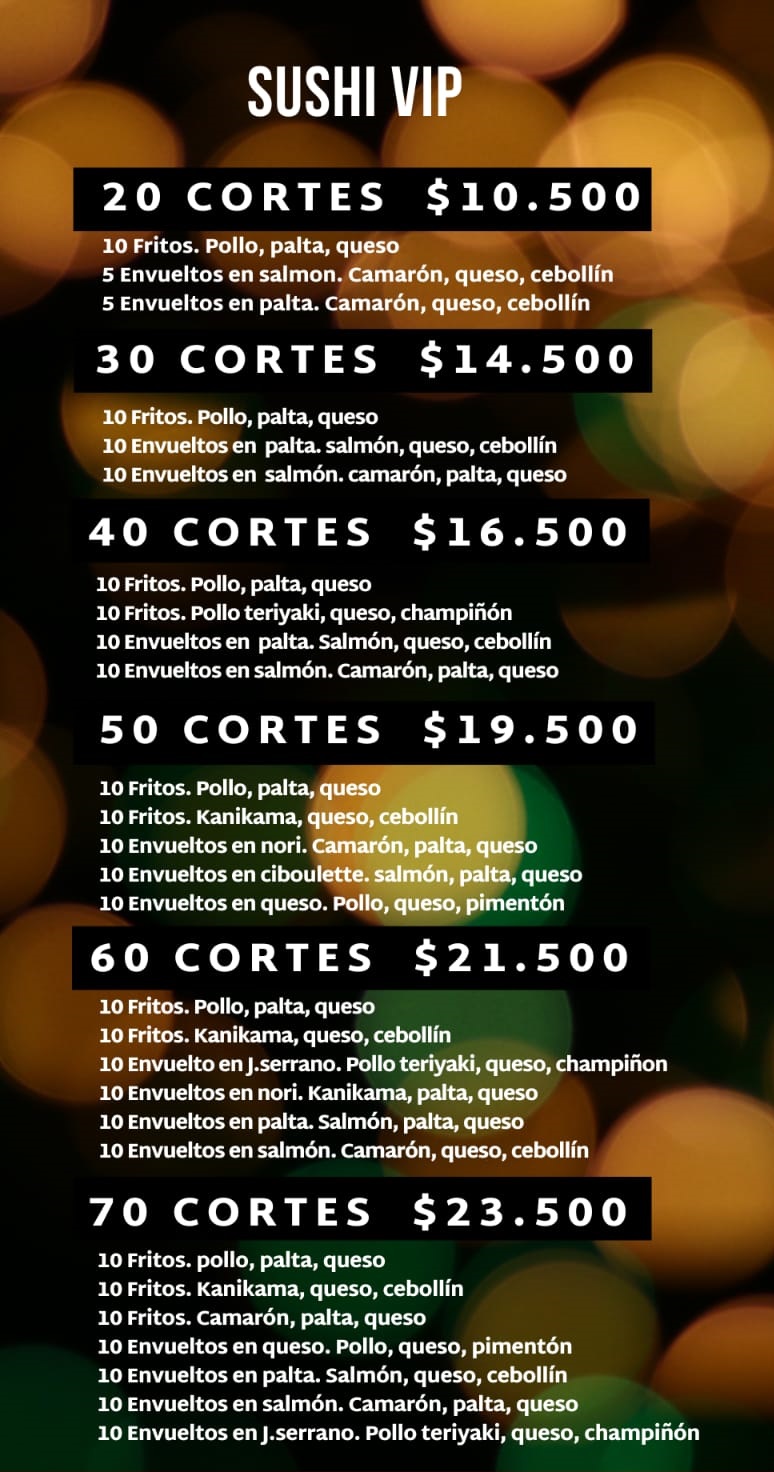 SUSHI VIP
20 CORTES $10.500
10 Fritos. Pollo, palta, queso
5 Envueltos en salmon. Camarón, queso, cebollín
5 Envueltos en palta. Camarón, queso, cebollín
30 CORTES $14.500
10 Fritos. Pollo, palta, queso
10 Envueltos en palta. salmón, queso, cebollín
10 Envueltos en salmón. camarón, palta, queso
40 CORTES $16.500
10 Fritos. Pollo, palta, queso
10 Fritos. Pollo teriyaki, queso, champiñón
10 Envueltos en palta. Salmón, queso, cebollín
10 Envueltos en salmón. Camarón, palta, queso
50 CORTES $19.500
10 Fritos. Pollo, palta, queso
10 Fritos. Kanikama, queso, cebollín
10 Envueltos en nori. Camarón, palta, queso
10 Envueltos en ciboulette. salmón, palta, queso
10 Envueltos en queso. Pollo, queso, pimentón
60 CORTES $21.500
10 Fritos. Pollo, palta, queso
10 Fritos. Kanikama, queso, cebollín
10 Envuelto en J.serrano. Pollo teriyaki, queso, champiñon
10 Envueltos en nori. Kanikama, palta, queso
10 Envueltos en palta. Salmón, palta, queso
10 Envueltos en salmón. Camarón, queso, cebollín
70 CORTES $23.500
10 Fritos. pollo, palta, queso
10 Fritos. Kanikama, queso, cebollín
10 Fritos. Camarón, palta, queso
10 Envueltos en queso. Pollo, queso, pimentón
10 Envueltos en palta. Salmón, queso, cebollín
10 Envueltos en salmón. Camarón, palta, queso
10 Envueltos en J.serrano. Pollo teriyaki, queso, champiñón